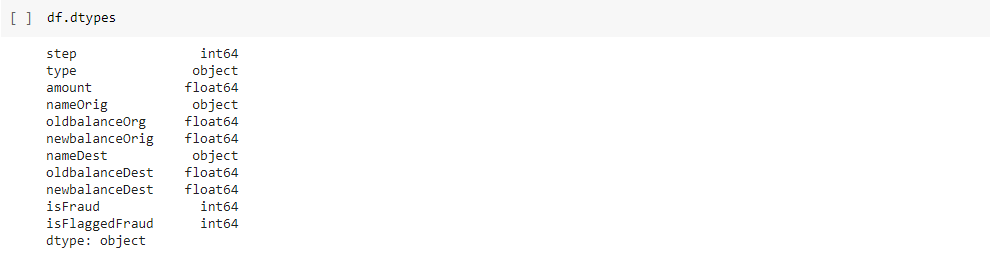 [ ] df.dtypes
step int64
type object
amount float64
nameOrig object
oldbalanceOrg float64
newbalanceOrig float64
nameDest object
oldbalanceDest float64
newbalanceDest float64
isFraud int64
isFlaggedFraud int64
dtype: object